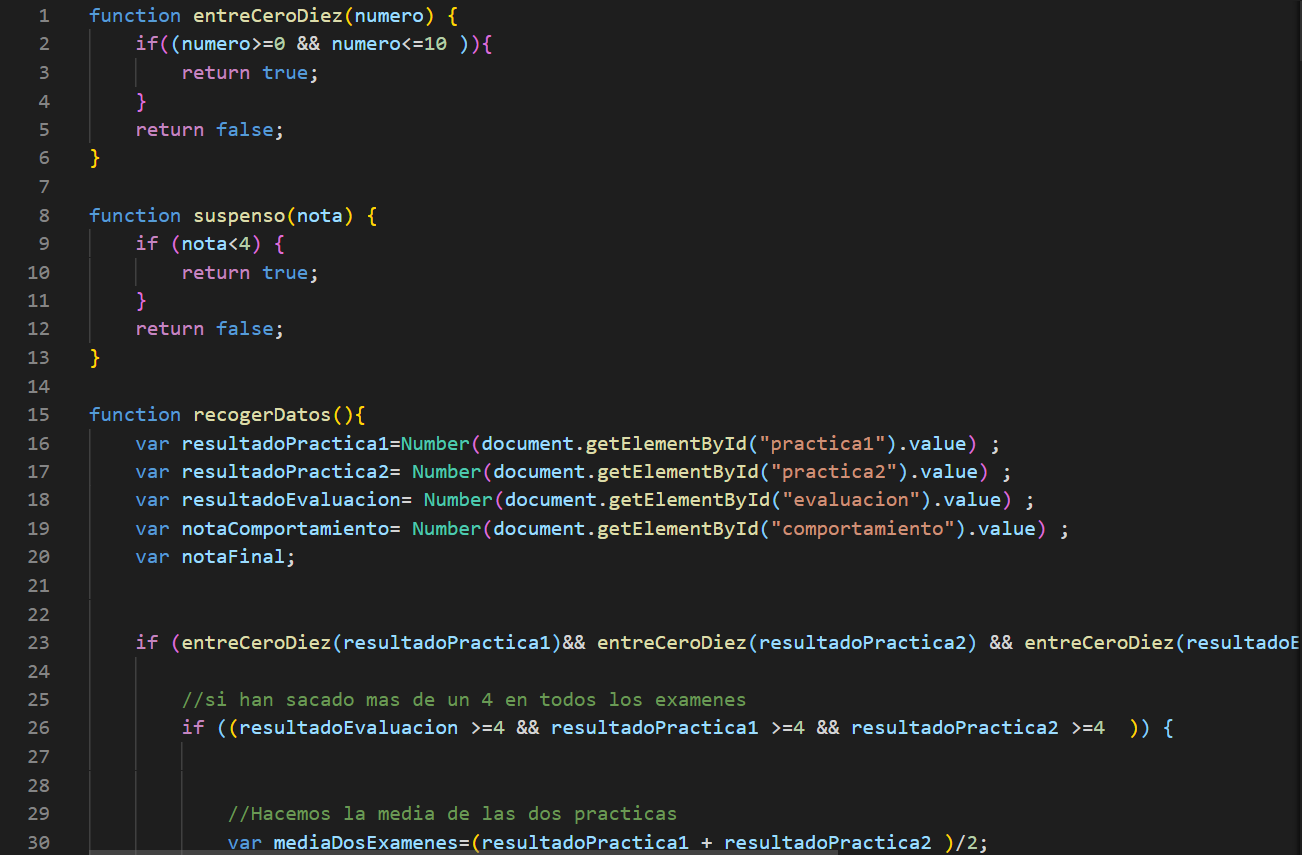 1 function entreCeroDiez(numero) {
2 if((numero>=0 && numero<=10 )){
3 return true;
4 }
5 return false;
6 }
7
8 function suspenso(nota) {
9 if (nota<4) {
10 return true;
11 }
12 return false;
13 }
14
15 function recogerDatos(){
16 var resultadoPractica1=Number(document.getElementById("practica1").value) ;
17 var resultadoPractica2= Number(document.getElementById("practica2").value) ;
18 var resultadoEvaluacion= Number(document.getElementById("evaluacion").value) ;
19 var notaComportamiento= Number(document.getElementById("comportamiento").value) ;
20 var notaFinal;
21
22
23 if (entreCeroDiez(resultadoPractica1)&& entreCeroDiez(resultadoPractica2) && entreCeroDiez(resultadoE
24
25 //si han sacado mas de un 4 en todos los examenes
26 if ((resultadoEvaluacion >=4 && resultadoPractica1 >=4 && resultadoPractica2 >=4 )) {
27
28
29 //Hacemos la media de las dos practicas
30 var mediaDosExamenes=(resultadoPractica1 + resultadoPractica2 )/2;